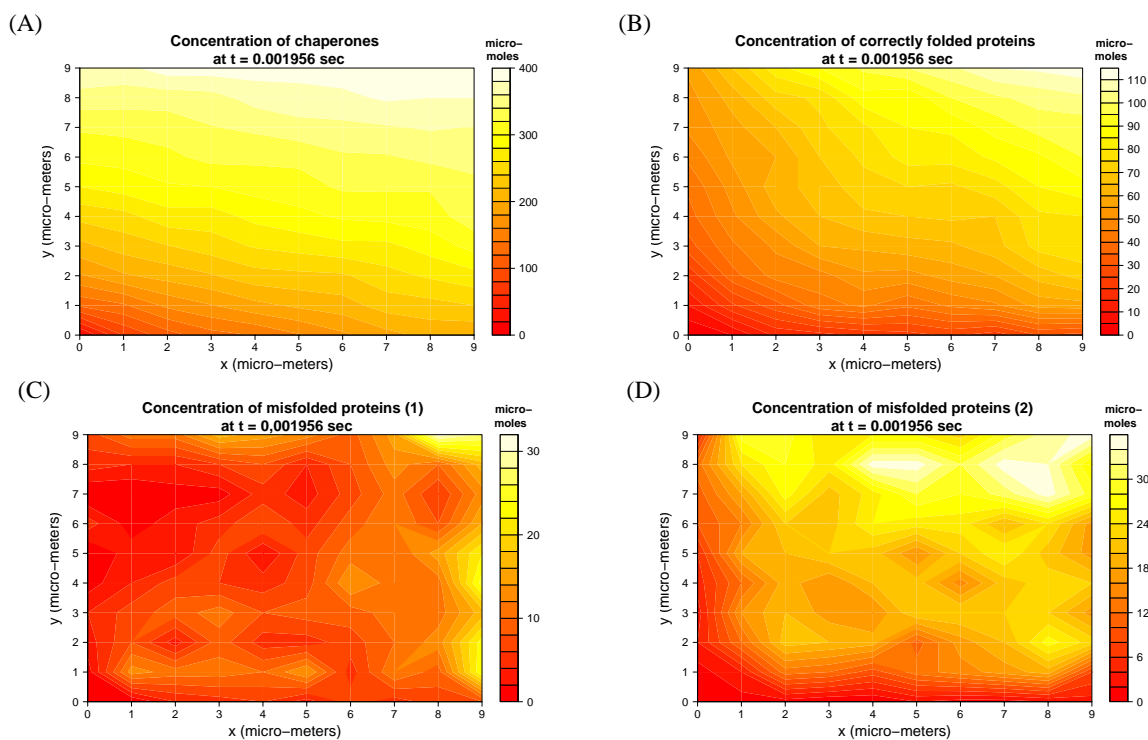 (A)
Concentration of chaperones
at t = 0.001956 sec
micro−
moles
9
8
7
6
5
4
3
2
1
0
y (micro−meters)
0 1 2 3 4 5 6 7 8 9
x (micro−meters)
400
200
0
(B)
Concentration of correctly folded proteins
at t = 0.001956 sec
micro−
moles
9
8
7
6
5
4
3
2
1
0
y (micro−meters)
0 1 2 3 4 5 6 7 8 9
x (micro−meters)
110
100
90
80
70
60
50
40
30
20
10
0
(C)
Concentration of misfolded proteins (1)
at t = 0,001956 sec
micro−
moles
9
8
7
6
5
4
3
2
1
0
y (micro−meters)
0 1 2 3 4 5 6 7 8 9
x (micro−meters)
30
20
10
0
(D)
Concentration of misfolded proteins (2)
at t = 0.001956 sec
micro−
moles
9
8
7
6
5
4
3
2
1
0
y (micro−meters)
0 1 2 3 4 5 6 7 8 9
x (micro−meters)
30
24
18
12
6
0